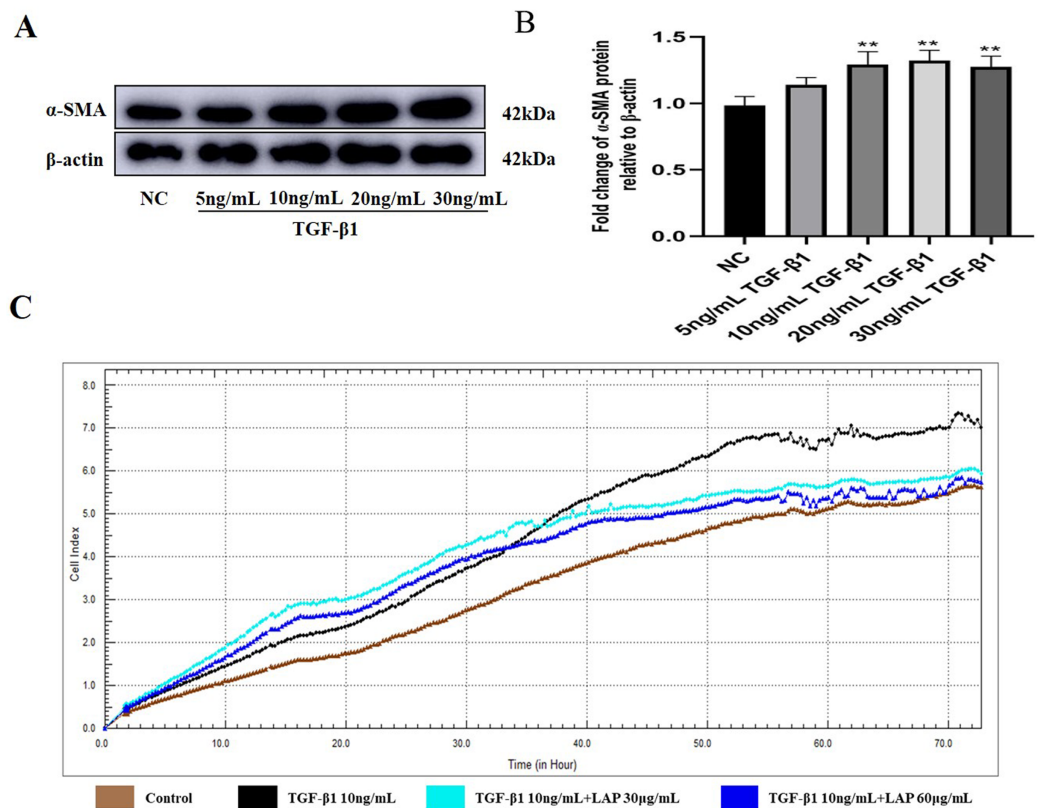 A
α-SMA
42kDa
β-actin
42kDa
NC
5ng/mL 10ng/mL 20ng/mL 30ng/mL
TGF-β1
B
Fold change of α-SMA protein
relative to β-actin
1.5
1.0
0.5
0.0
** ** **
NC
5ng/mL TGF-β1
10ng/mL TGF-β1
20ng/mL TGF-β1
30ng/mL TGF-β1
C
Cell Index
8.0
7.0
6.0
5.0
4.0
3.0
2.0
1.0
0.0
0.0 10.0 20.0 30.0 40.0 50.0 60.0 70.0
Time (in Hour)
Control TGF-β1 10ng/mL TGF-β1 10ng/mL+LAP 30μg/mL TGF-β1 10ng/mL+LAP 60μg/mL